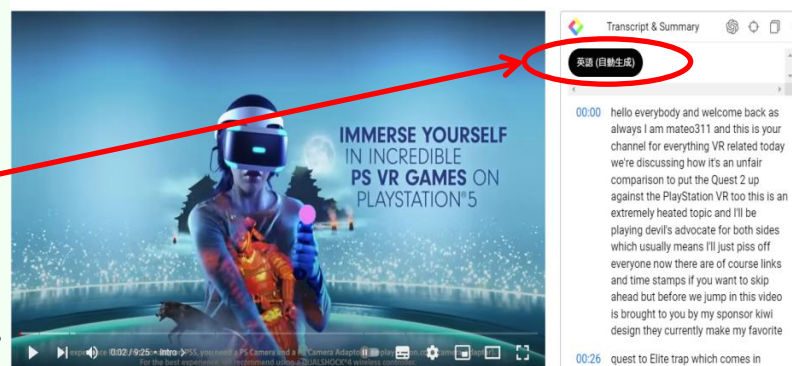 IMMERSE YOURSELF
IN INCREDIBLE
PS VR GAMES ON
PLAYSTATION®5
0:02 / 9:25 • Intro >
For the best experience, we recommend using a DUALSHOCK®4 wireless controller.
Transcript & Summary
英語 (自動生成)
00:00 hello everybody and welcome back as
always I am mateo311 and this is your
channel for everything VR related today
we're discussing how it's an unfair
comparison to put the Quest 2 up
against the PlayStation VR too this is an
extremely heated topic and I'll be
playing devil's advocate for both sides
which usually means I'll just piss off
everyone now there are of course links
and time stamps if you want to skip
ahead but before we jump in this video
is brought to you by my sponsor kiwi
design they currently make my favorite
00:26 quest to Elite trap which comes in